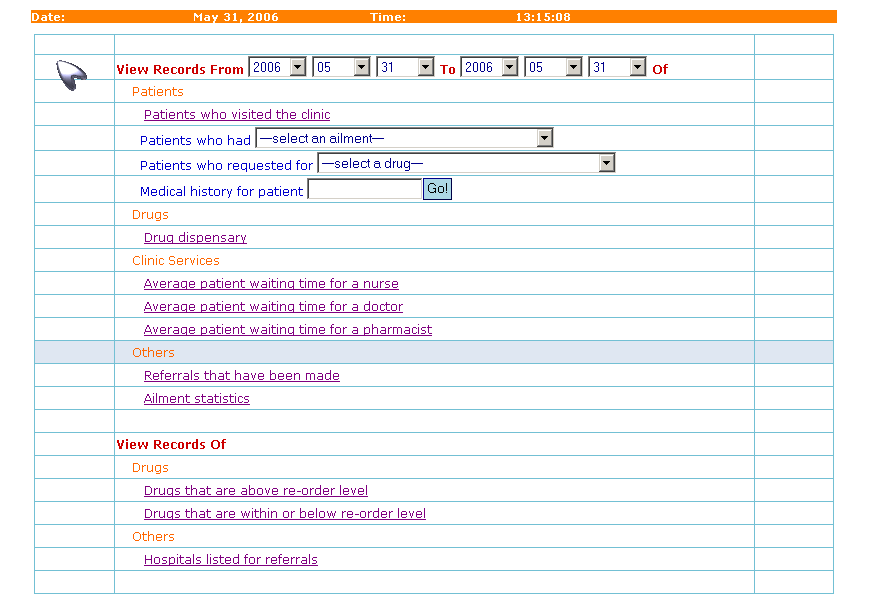 Date: May 31, 2006 Time: 13:15:08
View Records From 2006 05 31 To 2006 05 31 Of
Patients
Patients who visited the clinic
Patients who had —select an ailment—
Patients who requested for —select a drug—
Medical history for patient Go!
Drugs
Drug dispensary
Clinic Services
Average patient waiting time for a nurse
Average patient waiting time for a doctor
Average patient waiting time for a pharmacist
Others
Referrals that have been made
Ailment statistics
View Records Of
Drugs
Drugs that are above re-order level
Drugs that are within or below re-order level
Others
Hospitals listed for referrals